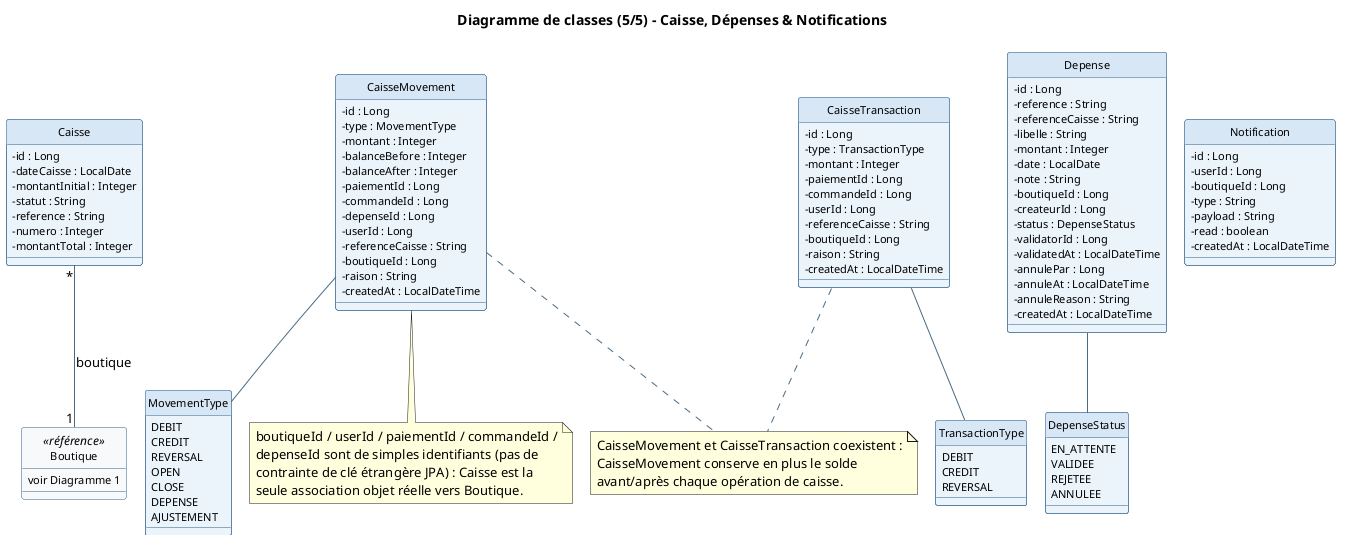 Diagramme de classes (5/5) - Caisse, Dépenses & Notifications
Caisse
-id : Long
-dateCaisse : LocalDate
-montantInitial : Integer
-statut : String
-reference : String
-numero : Integer
-montantTotal : Integer
CaisseMovement
-id : Long
-type : MovementType
-montant : Integer
-balanceBefore : Integer
-balanceAfter : Integer
-paiementId : Long
-commandeId : Long
-depenseId : Long
-userId : Long
-referenceCaisse : String
-boutiqueId : Long
-raison : String
-createdAt : LocalDateTime
CaisseTransaction
-id : Long
-type : TransactionType
-montant : Integer
-paiementId : Long
-commandeId : Long
-userId : Long
-referenceCaisse : String
-boutiqueId : Long
-raison : String
-createdAt : LocalDateTime
Depense
-id : Long
-reference : String
-referenceCaisse : String
-libelle : String
-montant : Integer
-date : LocalDate
-note : String
-boutiqueId : Long
-createurId : Long
-status : DepenseStatus
-validatorId : Long
-validatedAt : LocalDateTime
-annulePar : Long
-annuleAt : LocalDateTime
-annuleReason : String
-createdAt : LocalDateTime
Notification
-id : Long
-userId : Long
-boutiqueId : Long
-type : String
-payload : String
-read : boolean
-createdAt : LocalDateTime
*
boutique
1
«référence»
Boutique
voir Diagramme 1
MovementType
DEBIT
CREDIT
REVERSAL
OPEN
CLOSE
DEPENSE
AJUSTEMENT
boutiqueId / userId / paiementId / commandeId /
depenseId sont de simples identifiants (pas de
contrainte de clé étrangère JPA) : Caisse est la
seule association objet réelle vers Boutique.
CaisseMovement et CaisseTransaction coexistent :
CaisseMovement conserve en plus le solde
avant/après chaque opération de caisse.
TransactionType
DEBIT
CREDIT
REVERSAL
DepenseStatus
EN_ATTENTE
VALIDEE
REJETEE
ANNULEE